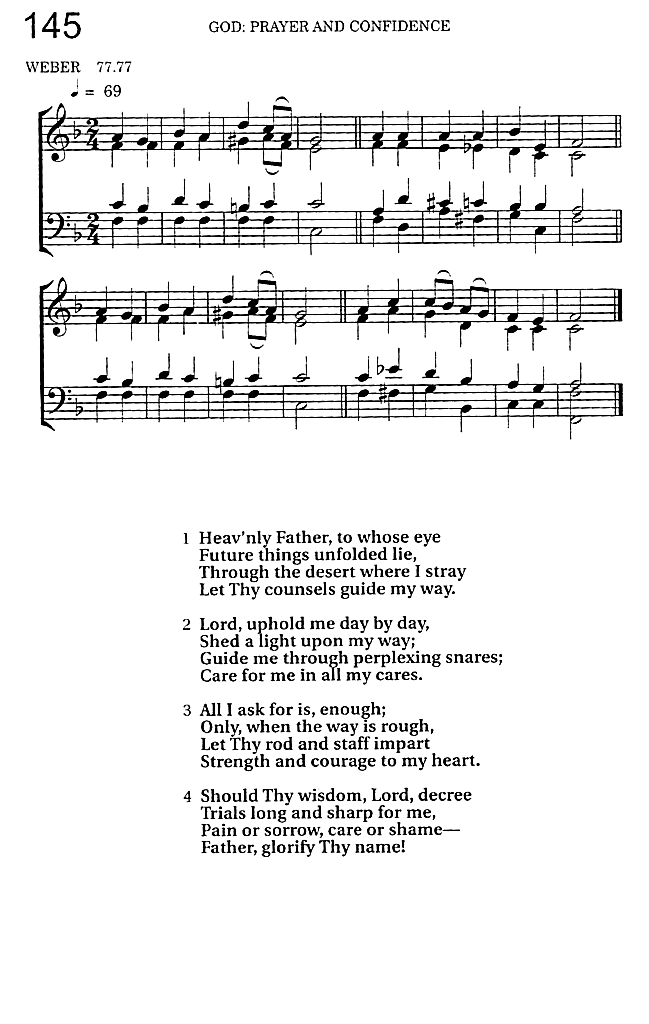 145
GOD: PRAYER AND CONFIDENCE
WEBER 77.77
♩ = 69
1 Heav'nly Father, to whose eye
Future things unfolded lie,
Through the desert where I stray
Let Thy counsels guide my way.
2 Lord, uphold me day by day,
Shed a light upon my way;
Guide me through perplexing snares;
Care for me in all my cares.
3 All I ask for is, enough;
Only, when the way is rough,
Let Thy rod and staff impart
Strength and courage to my heart.
4 Should Thy wisdom, Lord, decree
Trials long and sharp for me,
Pain or sorrow, care or shame—
Father, glorify Thy name!